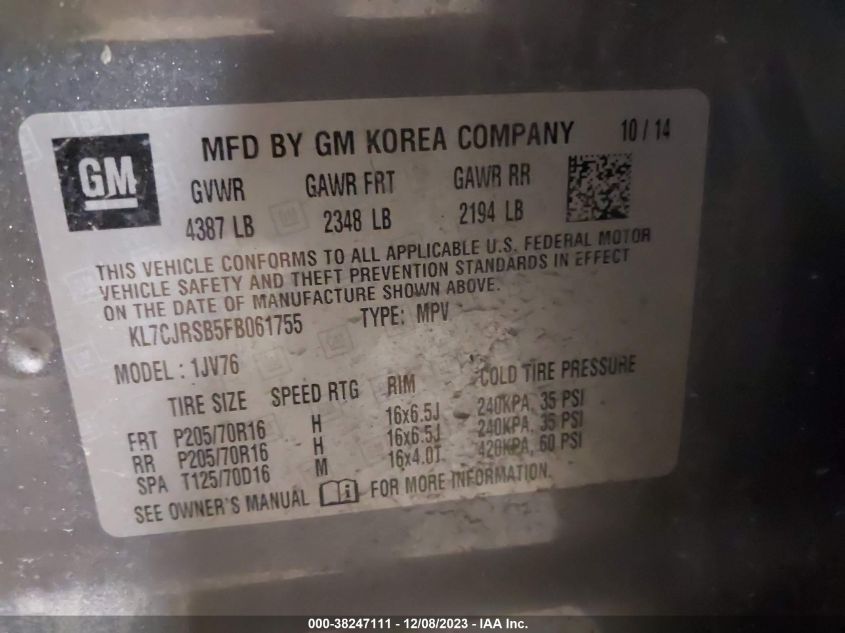 GM
MFD BY GM KOREA COMPANY 10/14
GVWR GAWR FRT GAWR RR
4387 LB 2348 LB 2194 LB
THIS VEHICLE CONFORMS TO ALL APPLICABLE U.S. FEDERAL MOTOR
VEHICLE SAFETY AND THEFT PREVENTION STANDARDS IN EFFECT
ON THE DATE OF MANUFACTURE SHOWN ABOVE.
KL7CJRSB5FB061755 TYPE: MPV
MODEL : 1JV76
TIRE SIZE SPEED RTG RIM COLD TIRE PRESSURE
FRT P205/70R16 H 16x6.5J 240KPA, 35 PSI
RR P205/70R16 H 16x6.5J 240KPA, 35 PSI
SPA T125/70D16 M 16x4.0T 420KPA, 60 PSI
SEE OWNER'S MANUAL FOR MORE INFORMATION.
000-38247111 - 12/08/2023 - IAA Inc.